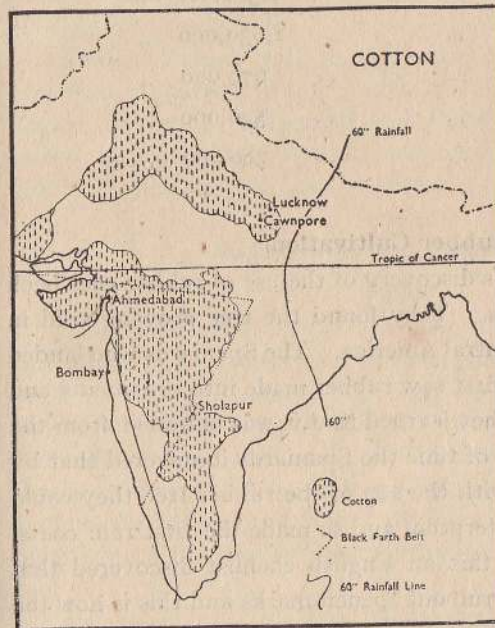 COTTON
60" Rainfall
Lucknow
Cawnpore
Tropic of Cancer
Ahmedabad
Bombay
Sholapur
60"
Cotton
Black Earth Belt
60" Rainfall Line